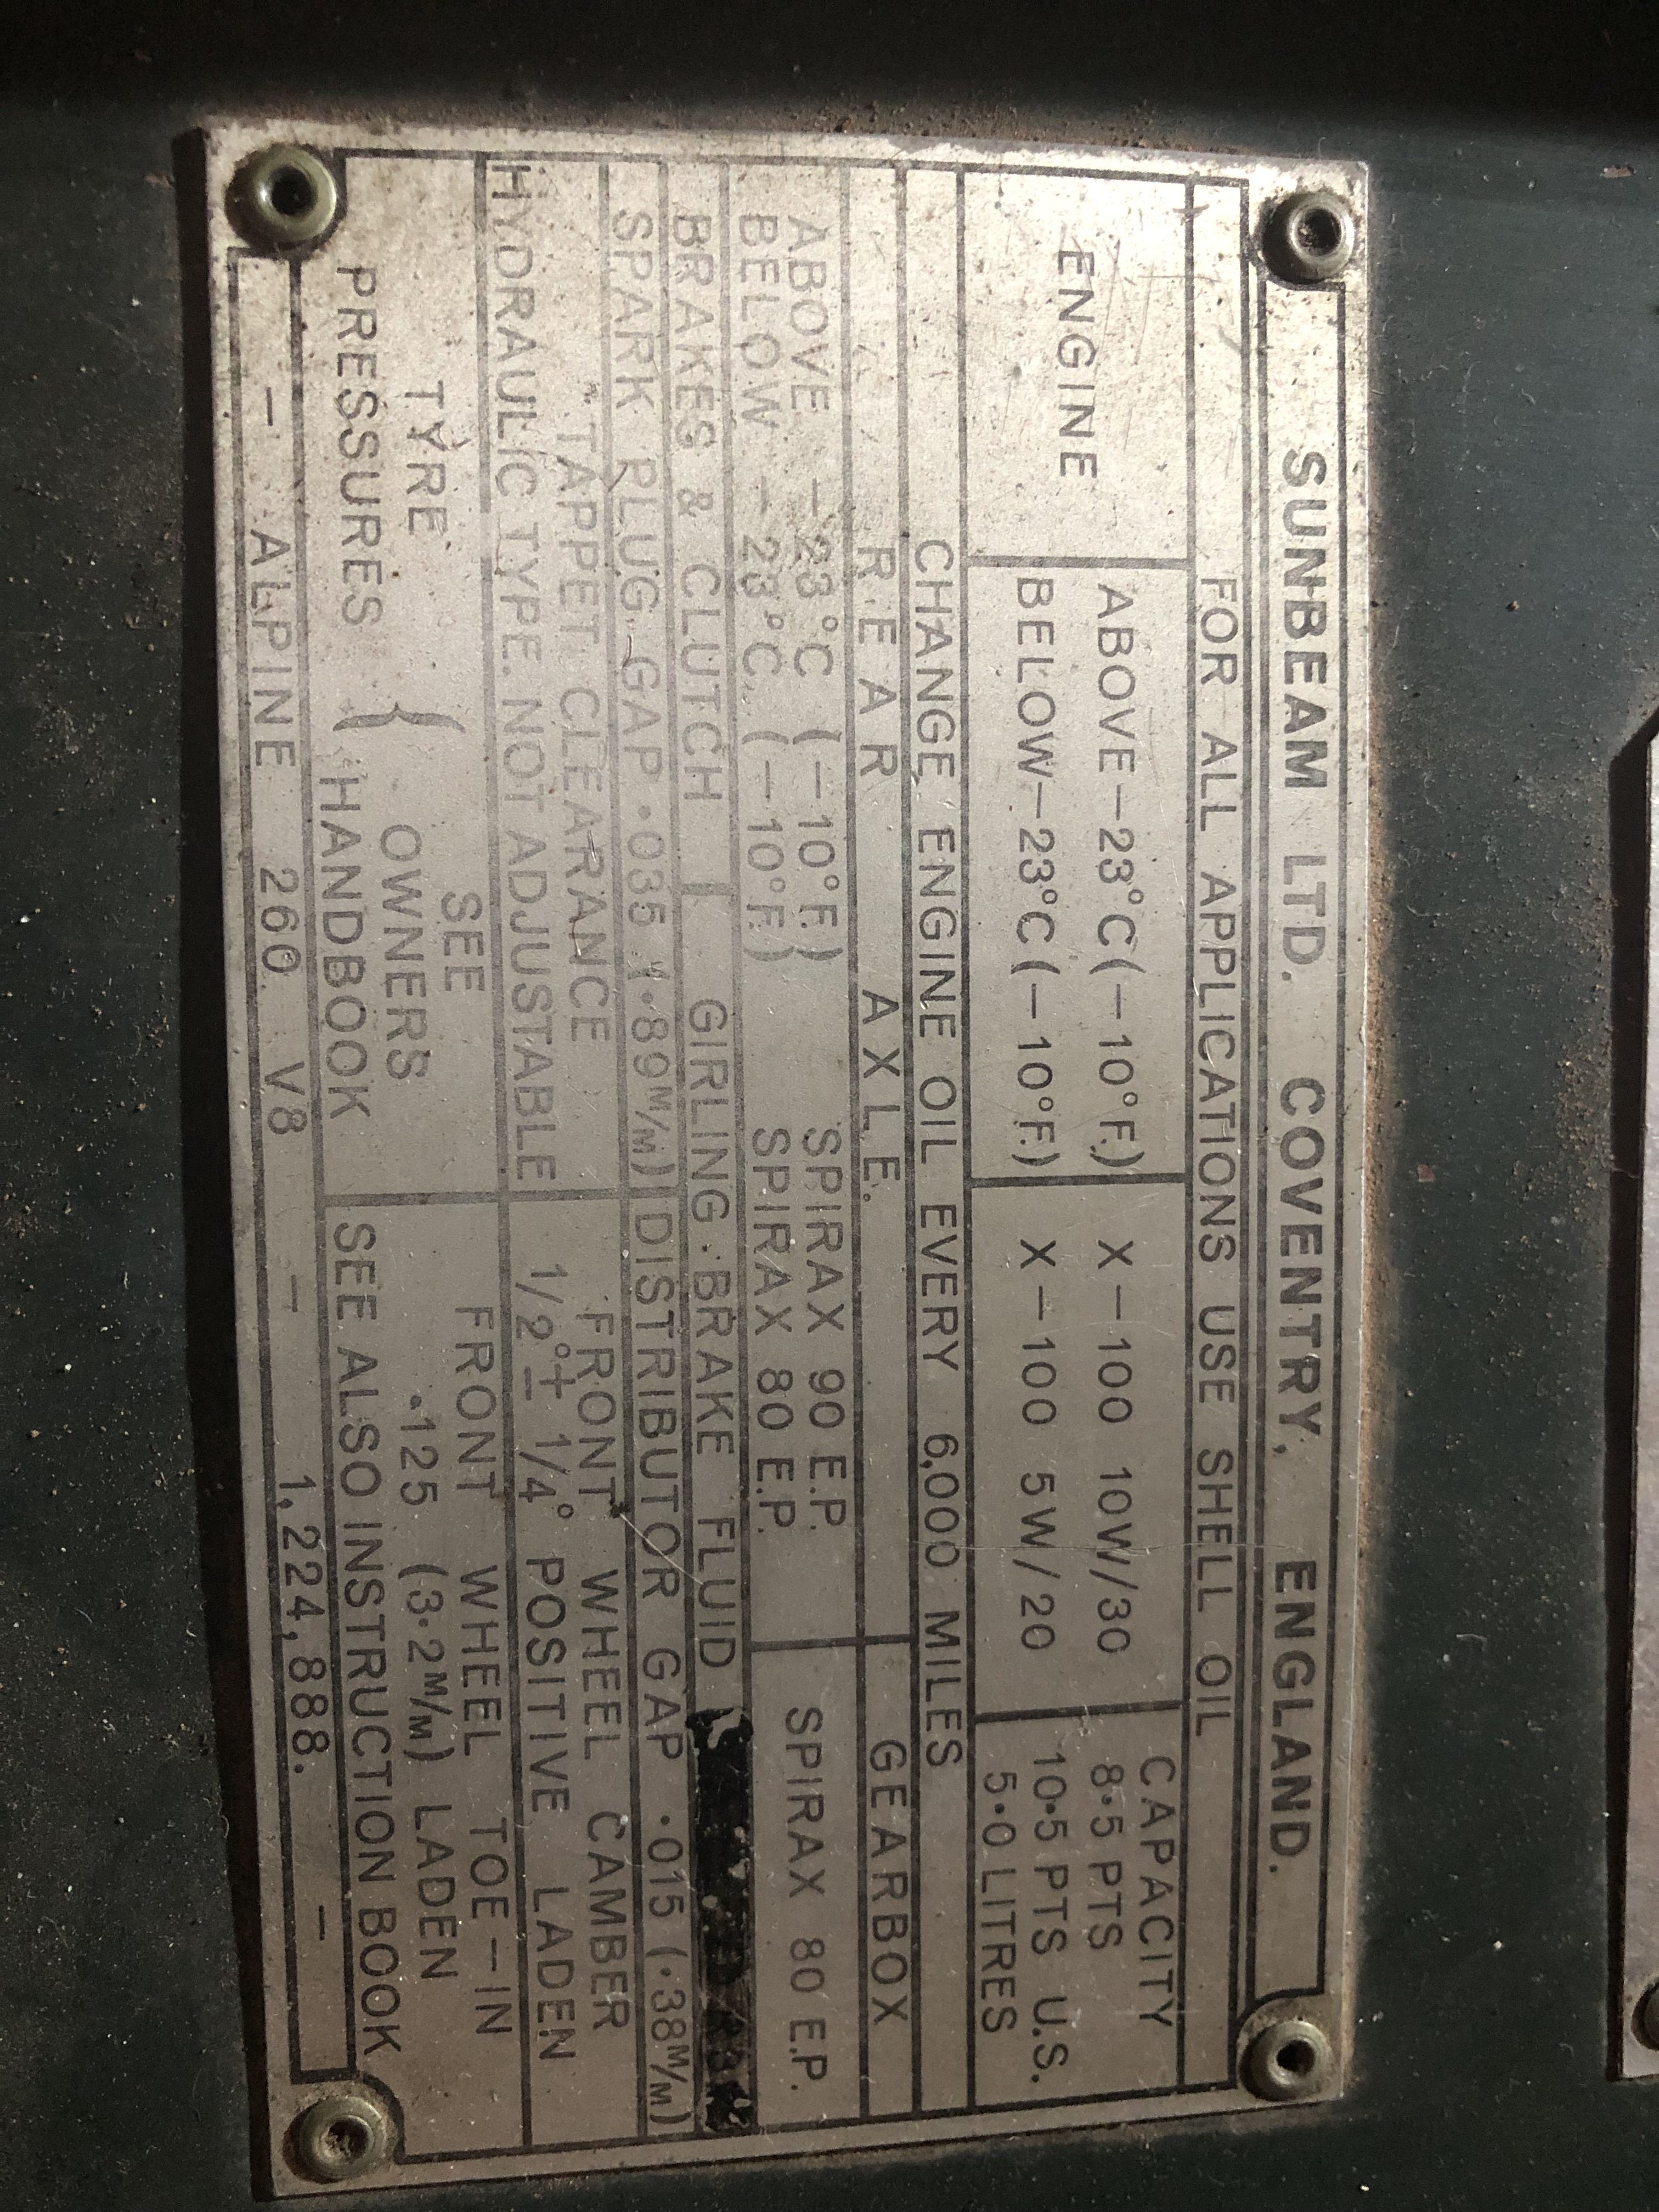 SUNBEAM LTD. COVENTRY, ENGLAND.
FOR ALL APPLICATIONS USE SHELL OIL
ENGINE
ABOVE -23°C (-10°F.) X-100 10W/30
BELOW -23°C (-10°F.) X-100 5W/20
CAPACITY
8·5 PTS
10·5 PTS U.S.
5·0 LITRES
CHANGE ENGINE OIL EVERY 6,000 MILES
REAR AXLE.
GEARBOX
ABOVE -23°C (-10°F.) SPIRAX 90 E.P.
BELOW -23°C. (-10°F.) SPIRAX 80 E.P.
SPIRAX 80 E.P.
BRAKES & CLUTCH GIRLING BRAKE FLUID
SPARK PLUG GAP ·035 (·89M/M) DISTRIBUTOR GAP ·015 (·38M/M)
TAPPET CLEARANCE
HYDRAULIC TYPE. NOT ADJUSTABLE
FRONT WHEEL CAMBER
1/2° ± 1/4° POSITIVE LADEN
TYRE PRESSURES { SEE OWNERS HANDBOOK
FRONT WHEEL TOE-IN
·125 (3·2M/M) LADEN
SEE ALSO INSTRUCTION BOOK
- ALPINE 260 V8 - 1,224,888. -